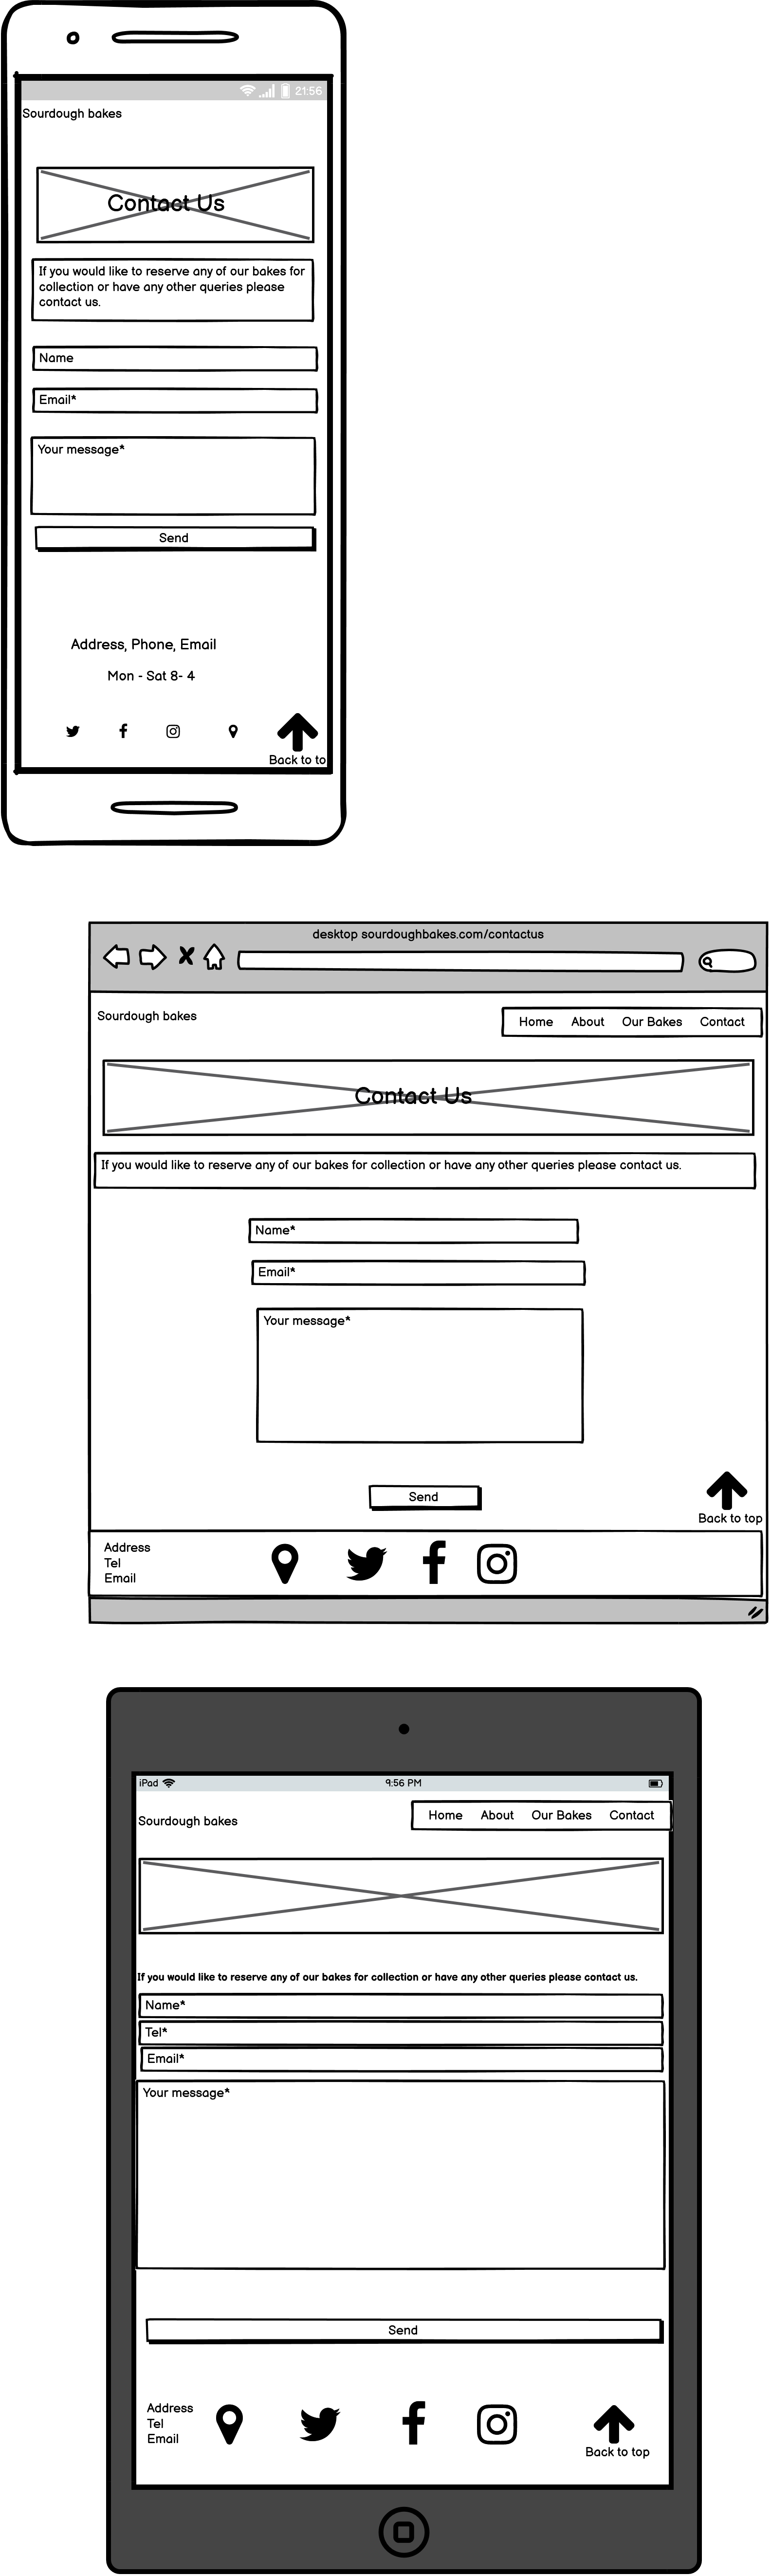 21:56
Sourdough bakes
Contact Us
If you would like to reserve any of our bakes for
collection or have any other queries please
contact us.
Name
Email*
Your message*
Send
Address, Phone, Email
Mon - Sat 8- 4
Back to to
desktop sourdoughbakes.com/contactus
Sourdough bakes
Home About Our Bakes Contact
Contact Us
If you would like to reserve any of our bakes for collection or have any other queries please contact us.
Name*
Email*
Your message*
Send
Back to top
Address
Tel
Email
iPad 9:56 PM
Sourdough bakes
Home About Our Bakes Contact
If you would like to reserve any of our bakes for collection or have any other queries please contact us.
Name*
Tel*
Email*
Your message*
Send
Address
Tel
Email
Back to top